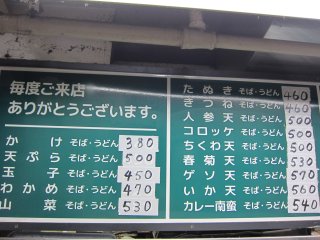 毎度ご来店
ありがとうございます。
かけ そば・うどん 380
天ぷら そば・うどん 500
玉子 そば・うどん 450
わかめ そば・うどん 470
山菜 そば・うどん 530
たぬき そば・うどん 460
きつね そば・うどん 460
人参天 そば・うどん 500
コロッケ そば・うどん 500
ちくわ天 そば・うどん 500
春菊天 そば・うどん 530
ゲソ天 そば・うどん 570
いか天 そば・うどん 560
カレー南蛮 そば・うどん 540